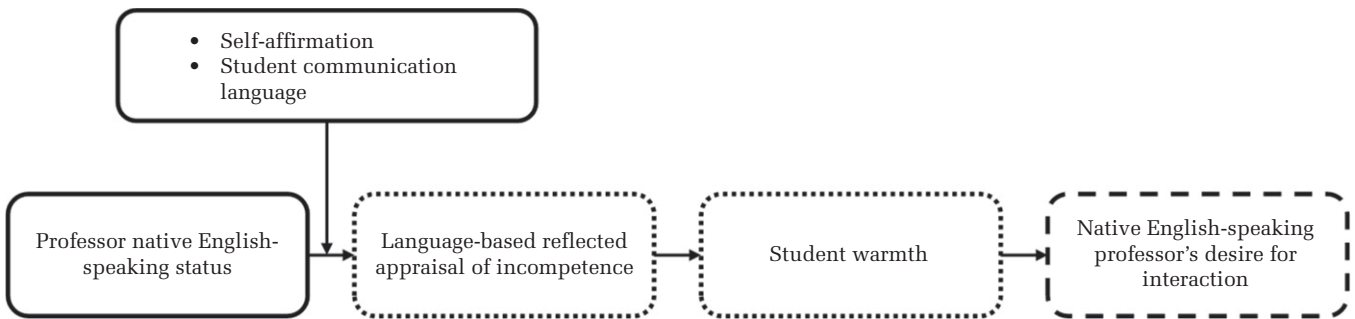 • Self-affirmation
• Student communication
language
Professor native English-
speaking status
Language-based reflected
appraisal of incompetence
Student warmth
Native English-speaking
professor's desire for
interaction